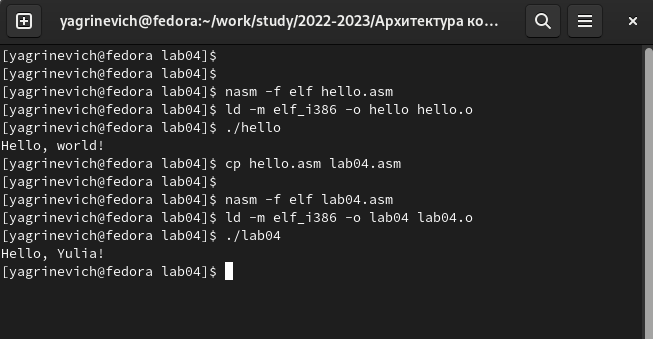 yagrinevich@fedora:~/work/study/2022-2023/Архитектура ко...
[yagrinevich@fedora lab04]$
[yagrinevich@fedora lab04]$
[yagrinevich@fedora lab04]$ nasm -f elf hello.asm
[yagrinevich@fedora lab04]$ ld -m elf_i386 -o hello hello.o
[yagrinevich@fedora lab04]$ ./hello
Hello, world!
[yagrinevich@fedora lab04]$ cp hello.asm lab04.asm
[yagrinevich@fedora lab04]$
[yagrinevich@fedora lab04]$ nasm -f elf lab04.asm
[yagrinevich@fedora lab04]$ ld -m elf_i386 -o lab04 lab04.o
[yagrinevich@fedora lab04]$ ./lab04
Hello, Yulia!
[yagrinevich@fedora lab04]$